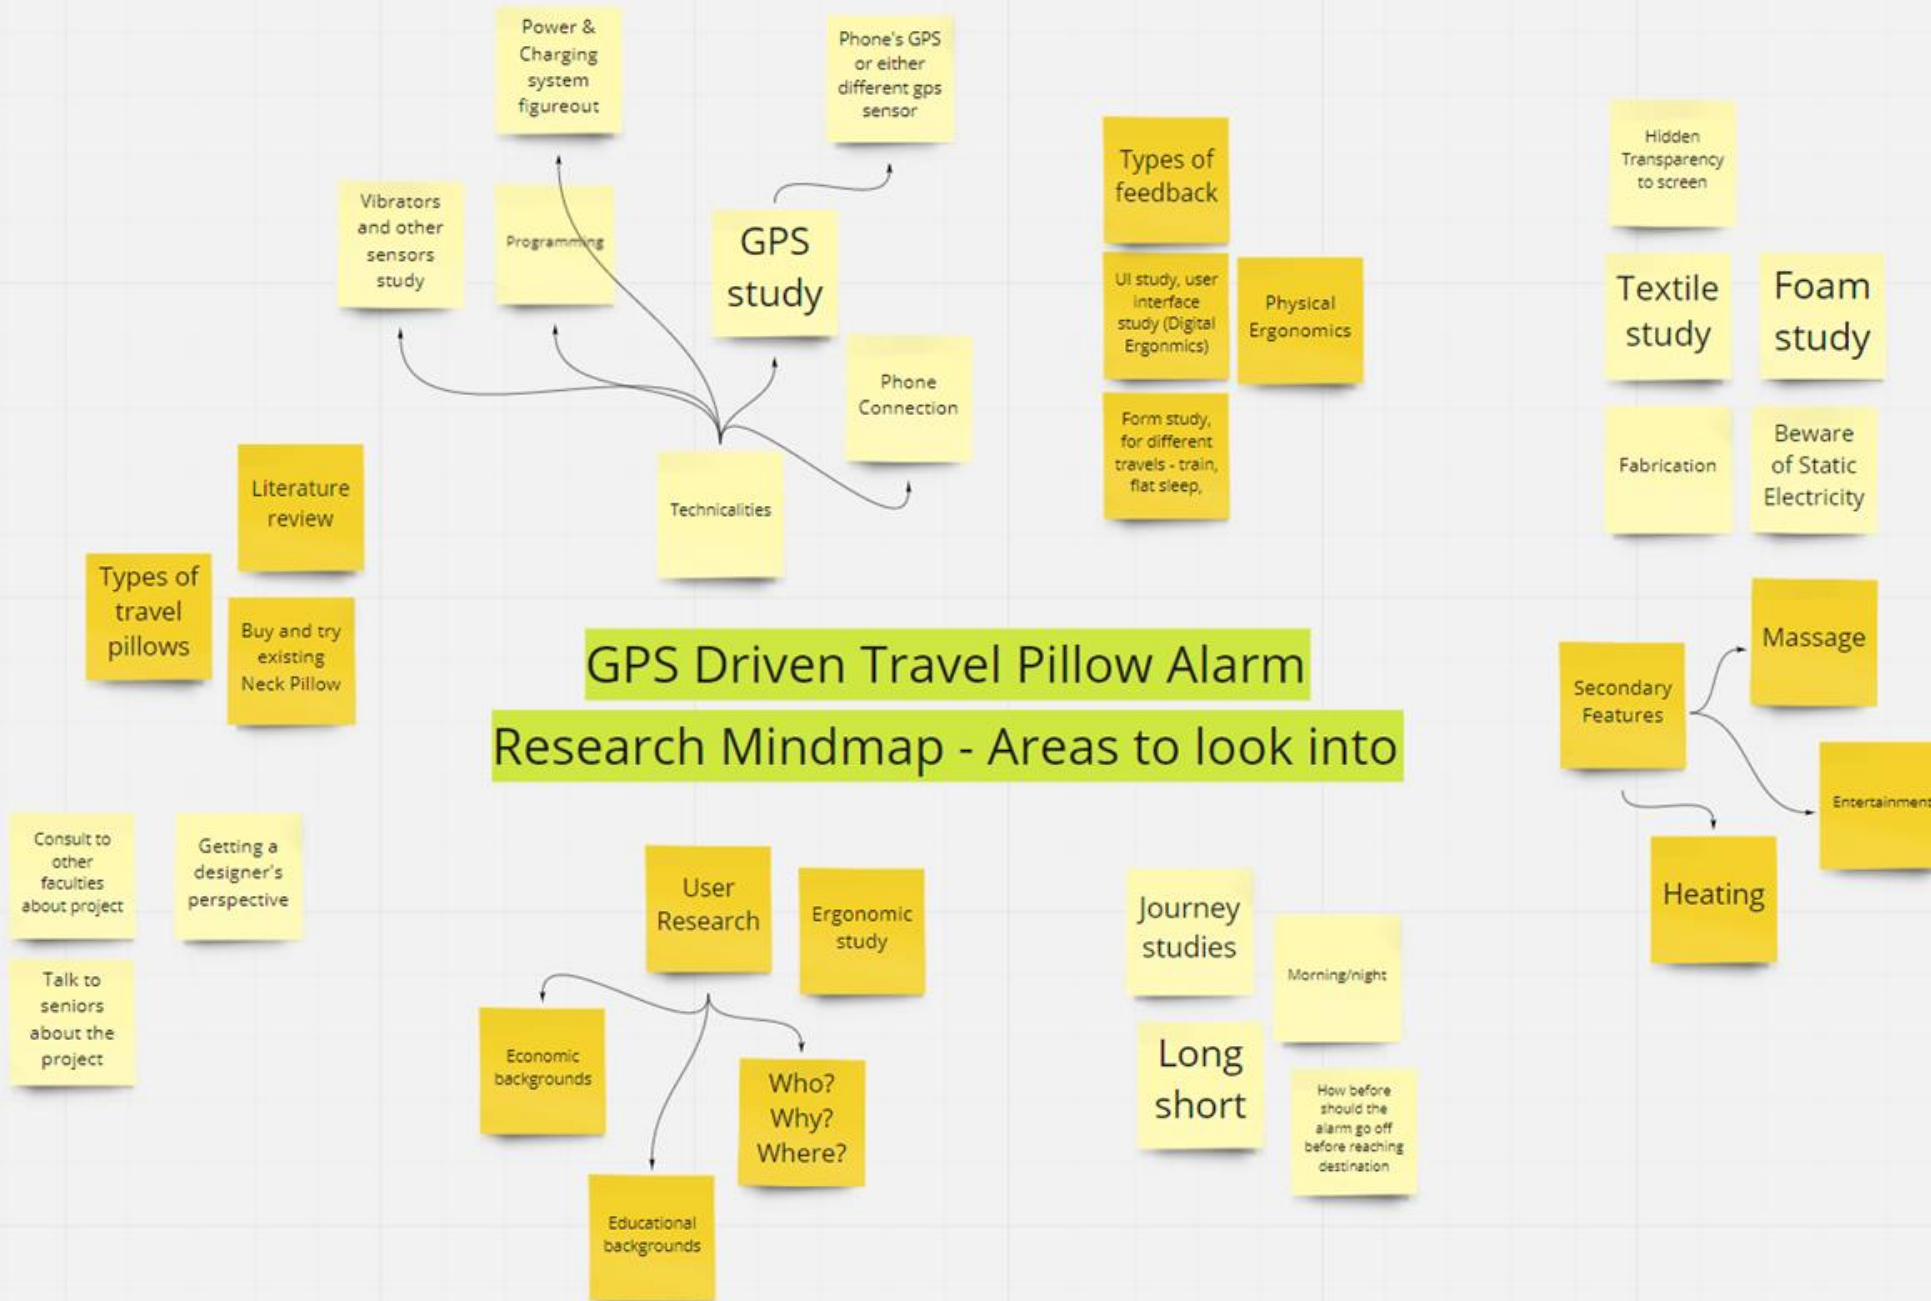 Power &
Charging
system
figureout
Phone's GPS
or either
different gps
sensor
Vibrators
and other
sensors
study
Programming
GPS
study
Phone
Connection
Technicalities
Types of
feedback
UI study, user
interface
study (Digital
Ergonmics)
Physical
Ergonomics
Form study,
for different
travels - train,
flat sleep,
Hidden
Transparency
to screen
Textile
study
Foam
study
Fabrication
Beware
of Static
Electricity
Literature
review
Types of
travel
pillows
Buy and try
existing
Neck Pillow
GPS Driven Travel Pillow Alarm
Research Mindmap - Areas to look into
Secondary
Features
Massage
Entertainment
Heating
Consult to
other
faculties
about project
Getting a
designer's
perspective
Talk to
seniors
about the
project
User
Research
Ergonomic
study
Economic
backgrounds
Who?
Why?
Where?
Educational
backgrounds
Journey
studies
Morning/night
Long
short
How before
should the
alarm go off
before reaching
destination